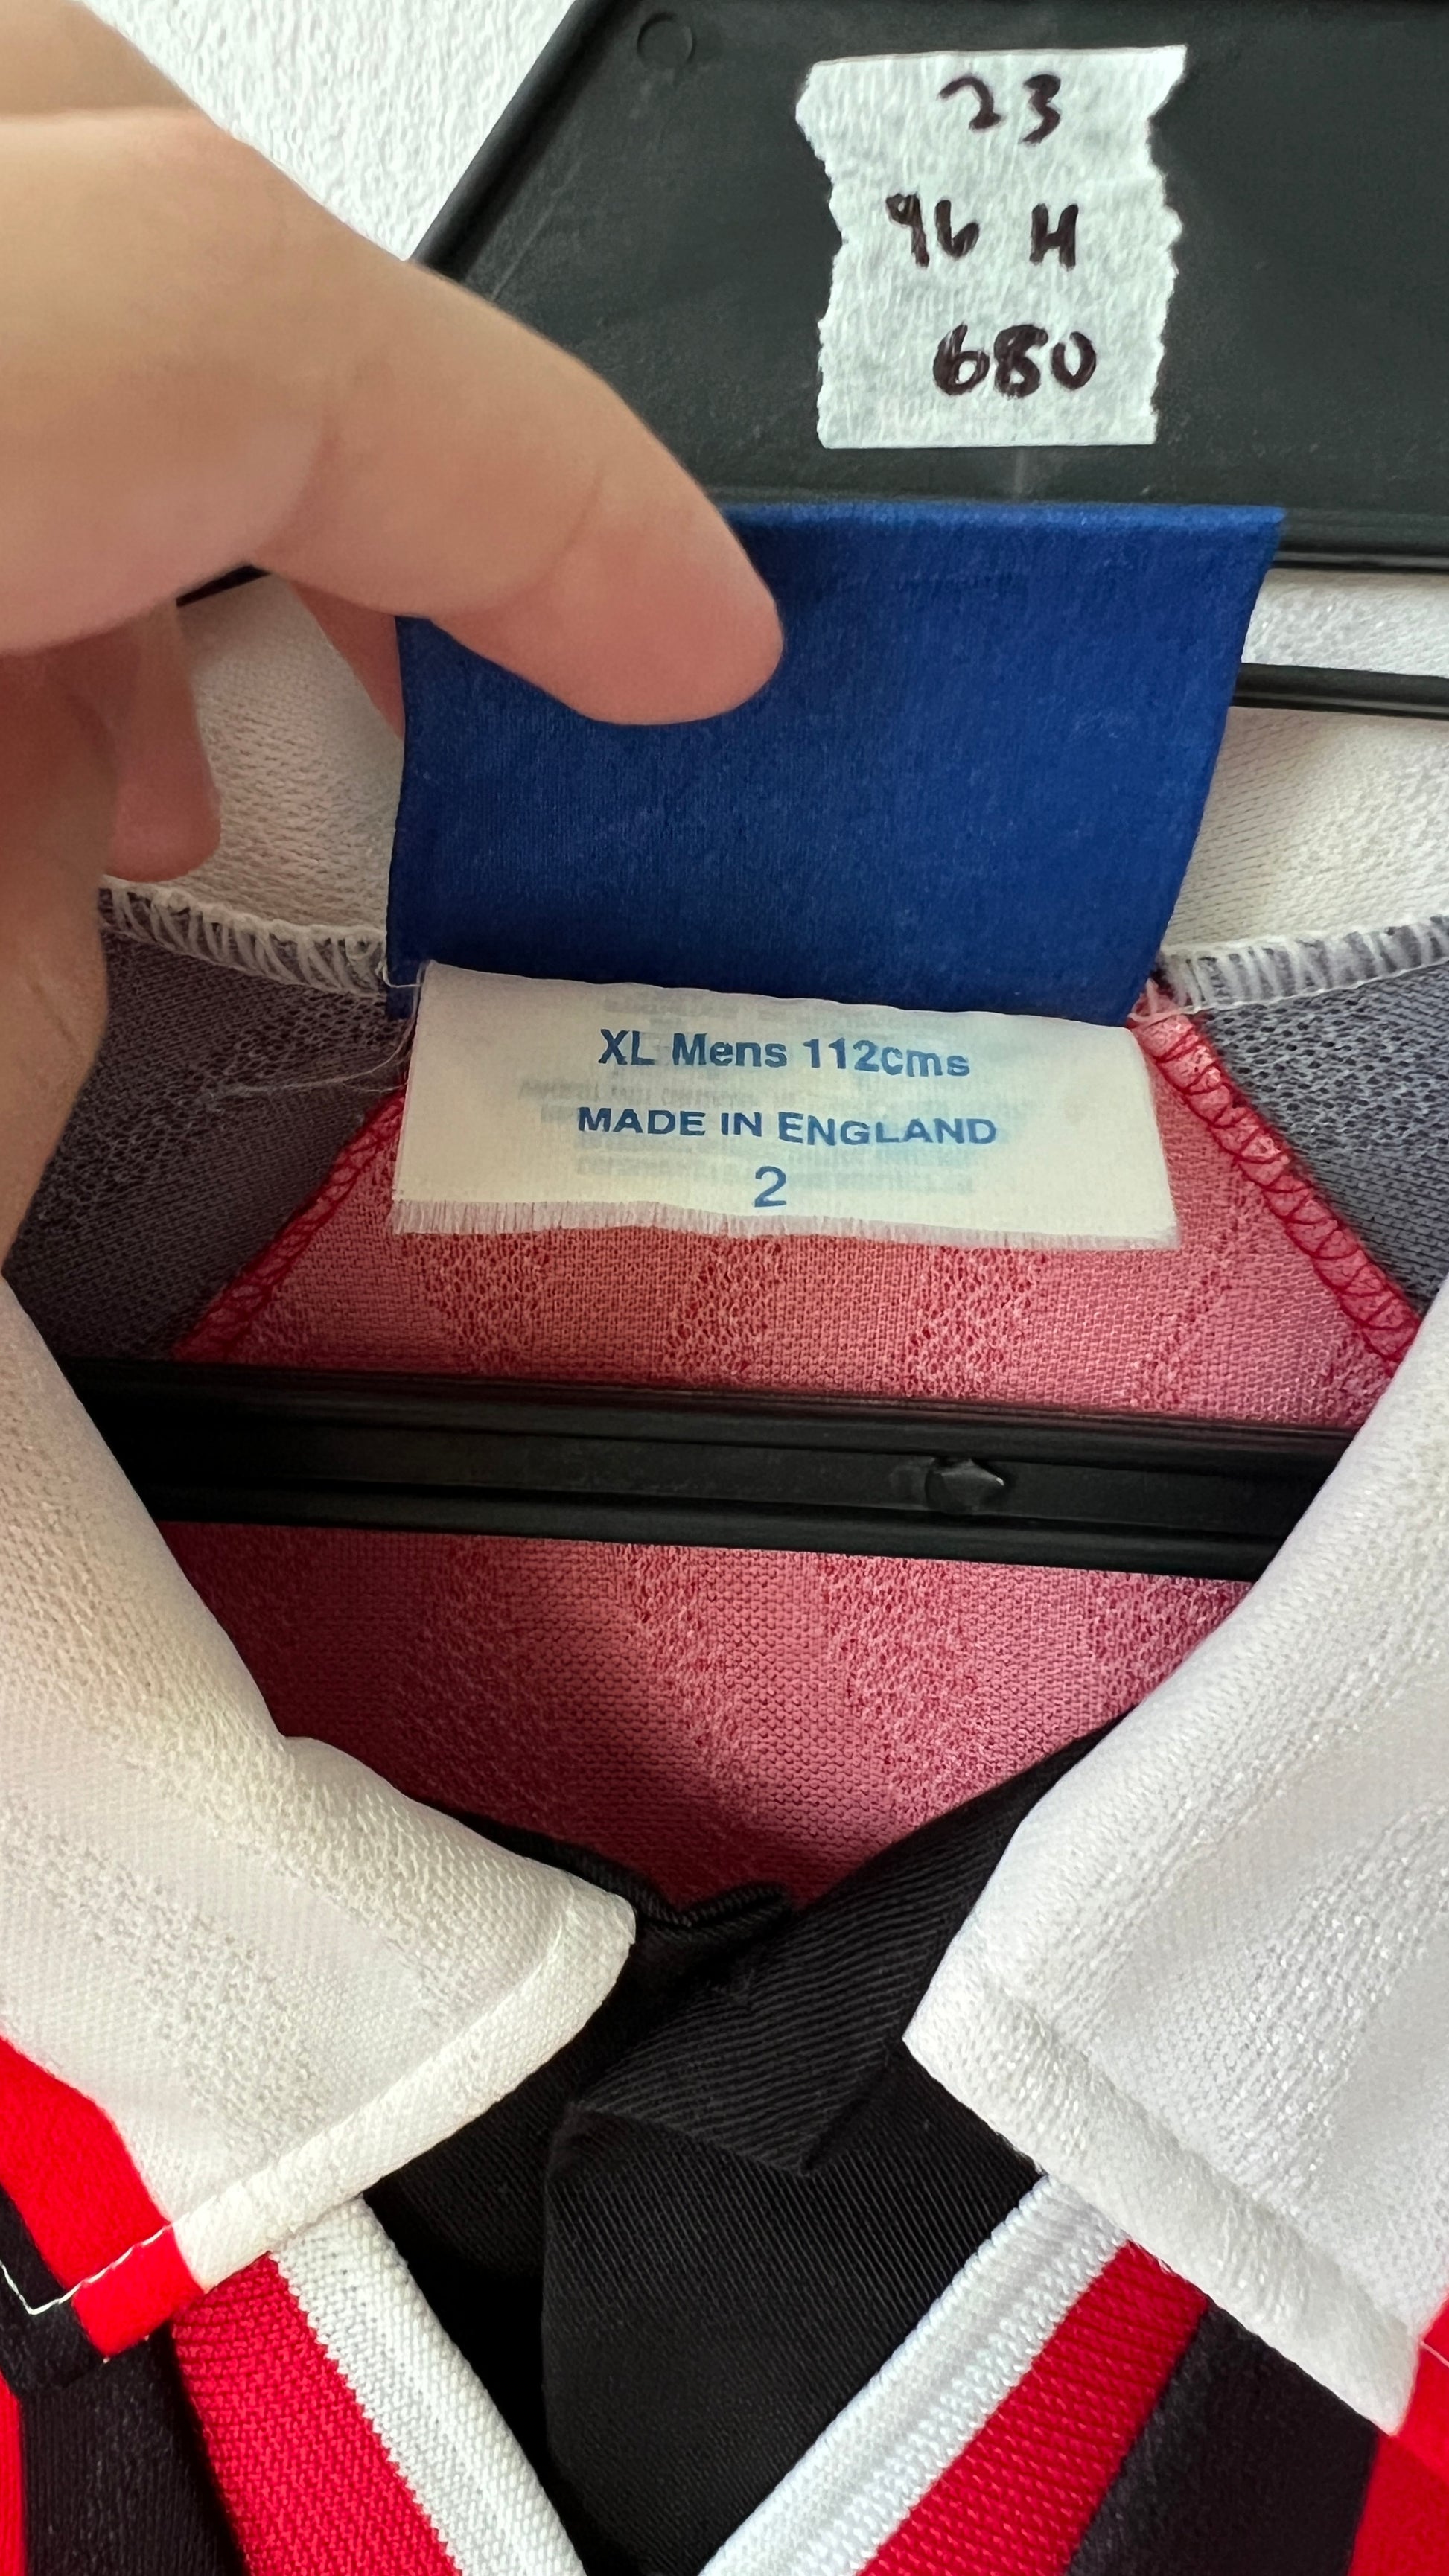 23
96 H
680
XL Mens 112cms
MADE IN ENGLAND
2